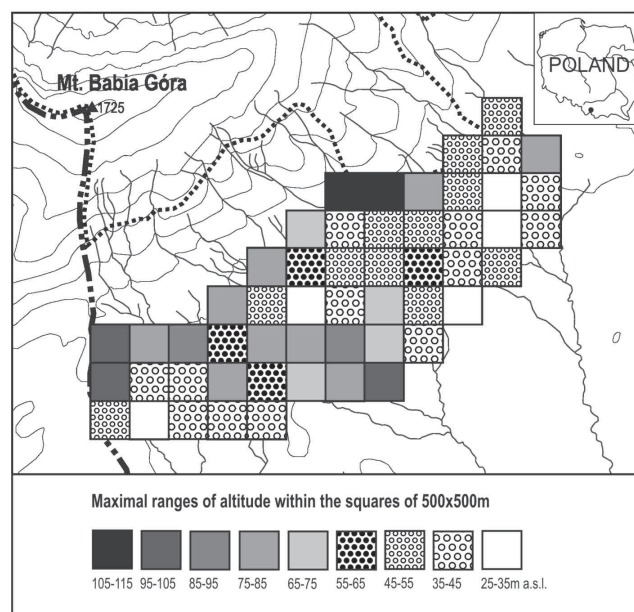 POLAND
Mt. Babia Góra
1725
Maximal ranges of altitude within the squares of 500x500m
105-115 95-105 85-95 75-85 65-75 55-65 45-55 35-45 25-35m a.s.l.